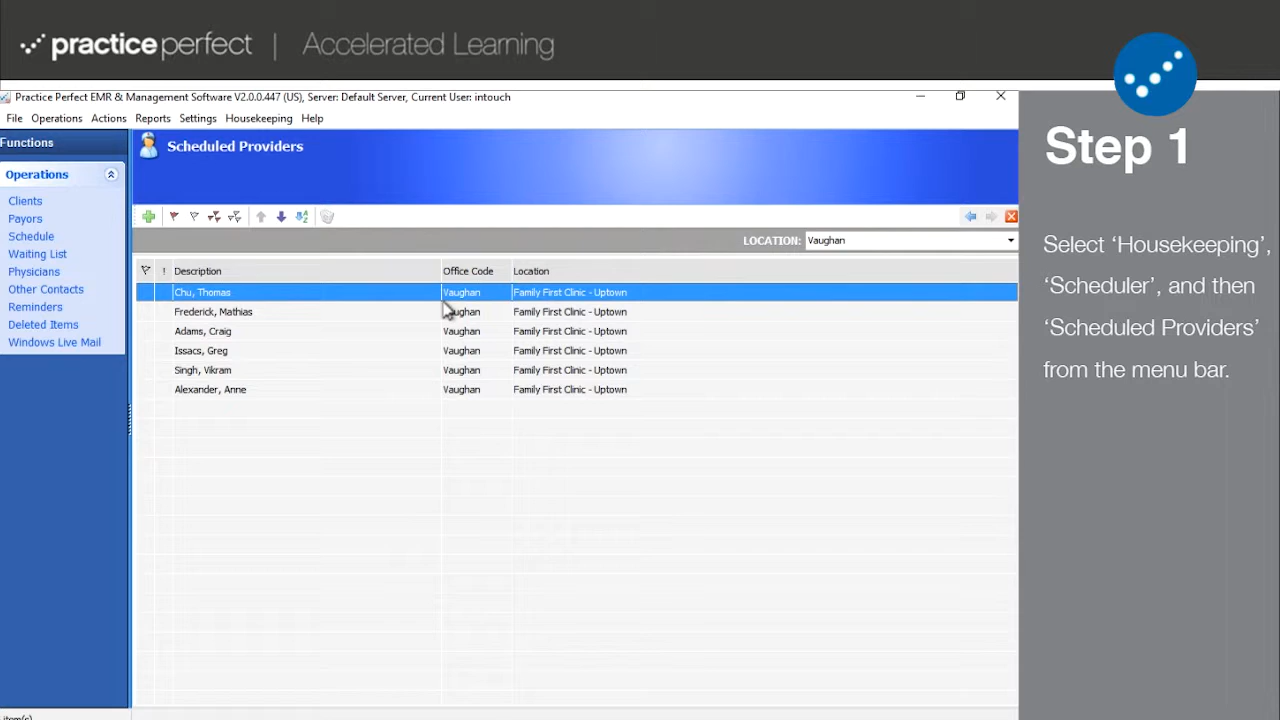 practiceperfect | Accelerated Learning
Practice Perfect EMR & Management Software V2.0.0.447 (US), Server: Default Server, Current User: intouch
File Operations Actions Reports Settings Housekeeping Help
Functions
Scheduled Providers
Operations
Clients
Payors
Schedule
Waiting List
Physicians
Other Contacts
Reminders
Deleted Items
Windows Live Mail
LOCATION: Vaughan
! Description Office Code Location
Chu, Thomas Vaughan Family First Clinic - Uptown
Frederick, Mathias Vaughan Family First Clinic - Uptown
Adams, Craig Vaughan Family First Clinic - Uptown
Issacs, Greg Vaughan Family First Clinic - Uptown
Singh, Vikram Vaughan Family First Clinic - Uptown
Alexander, Anne Vaughan Family First Clinic - Uptown
item(s)
Step 1
Select ‘Housekeeping’,
‘Scheduler’, and then
‘Scheduled Providers’
from the menu bar.